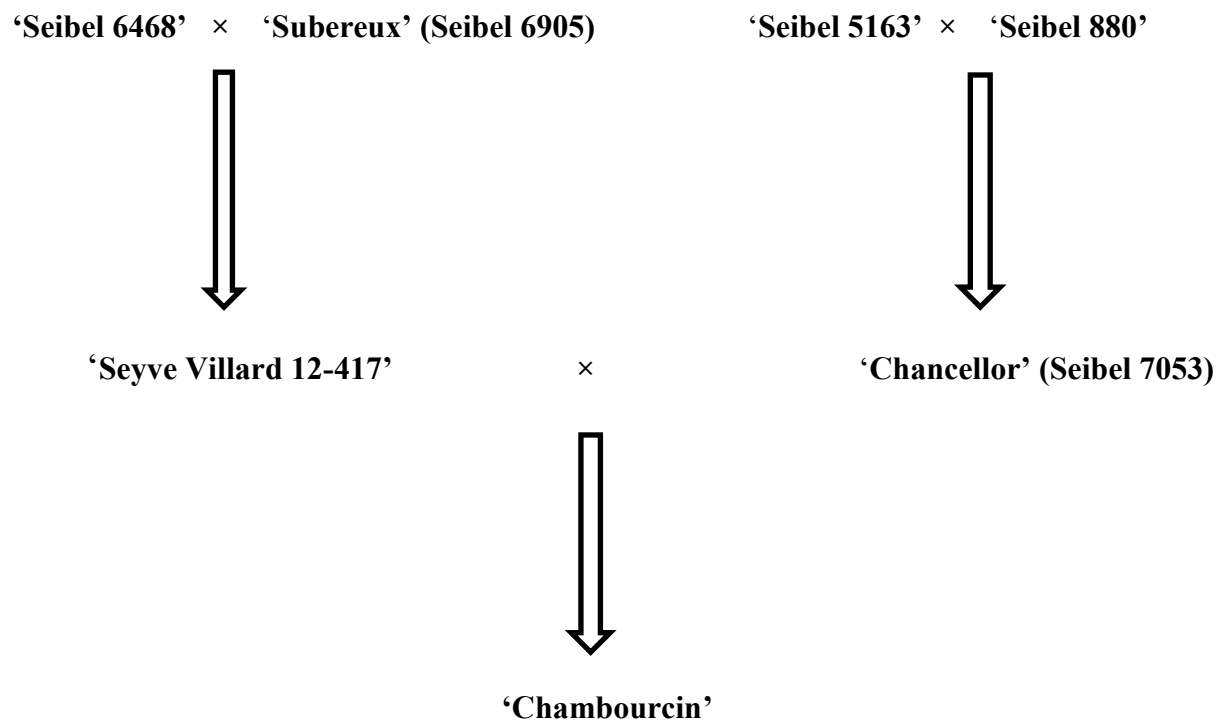 ‘Seibel 6468’ × ‘Subereux’ (Seibel 6905) ‘Seibel 5163’ × ‘Seibel 880’
‘Seyve Villard 12-417’ × ‘Chancellor’ (Seibel 7053)
‘Chambourcin’